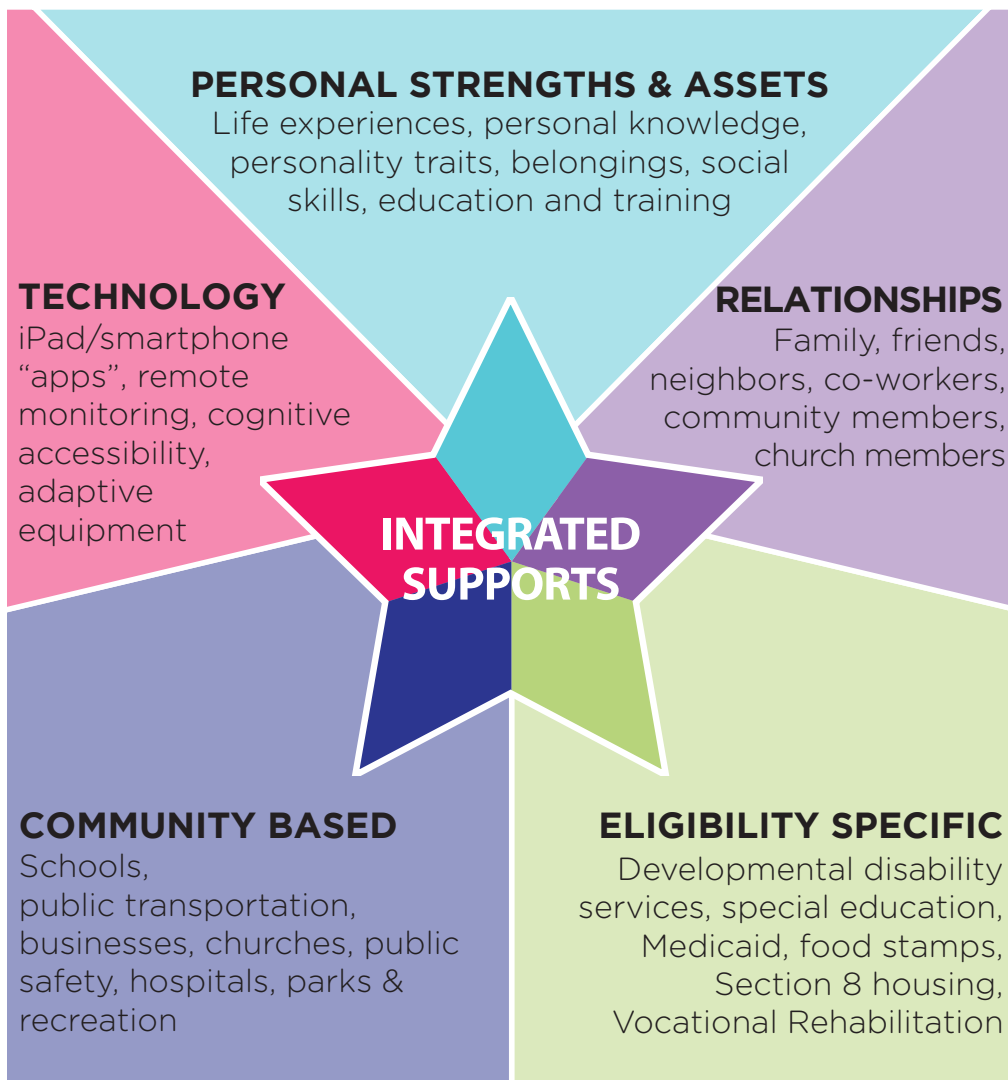 PERSONAL STRENGTHS & ASSETS
Life experiences, personal knowledge,
personality traits, belongings, social
skills, education and training
TECHNOLOGY
iPad/smartphone
“apps”, remote
monitoring, cognitive
accessibility,
adaptive
equipment
RELATIONSHIPS
Family, friends,
neighbors, co-workers,
community members,
church members
INTEGRATED
SUPPORTS
COMMUNITY BASED
Schools,
public transportation,
businesses, churches, public
safety, hospitals, parks &
recreation
ELIGIBILITY SPECIFIC
Developmental disability
services, special education,
Medicaid, food stamps,
Section 8 housing,
Vocational Rehabilitation